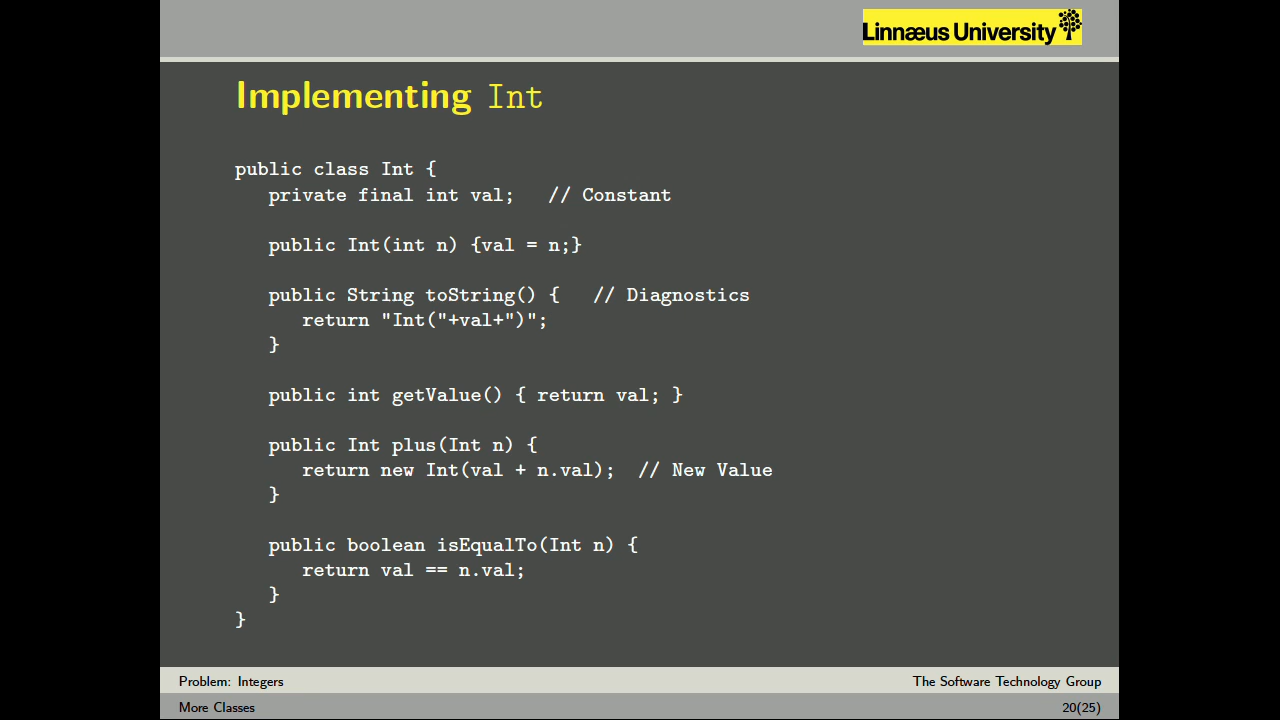 Linnæus University
Implementing Int
public class Int {
   private final int val;   // Constant
   public Int(int n) {val = n;}
   public String toString() {   // Diagnostics
      return "Int("+val+")";
   }
   public int getValue() { return val; }
   public Int plus(Int n) {
      return new Int(val + n.val);  // New Value
   }
   public boolean isEqualTo(Int n) {
      return val == n.val;
   }
}
Problem: Integers
The Software Technology Group
More Classes
20(25)